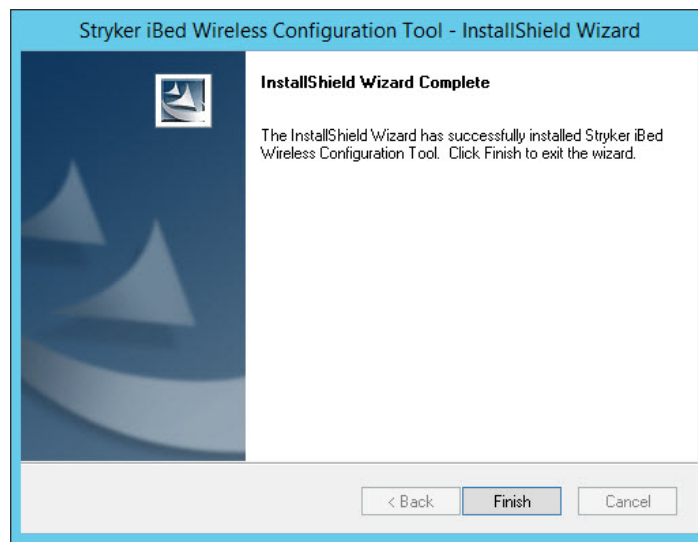 Stryker iBed Wireless Configuration Tool - InstallShield Wizard
InstallShield Wizard Complete
The InstallShield Wizard has successfully installed Stryker iBed
Wireless Configuration Tool. Click Finish to exit the wizard.
< Back
Finish
Cancel